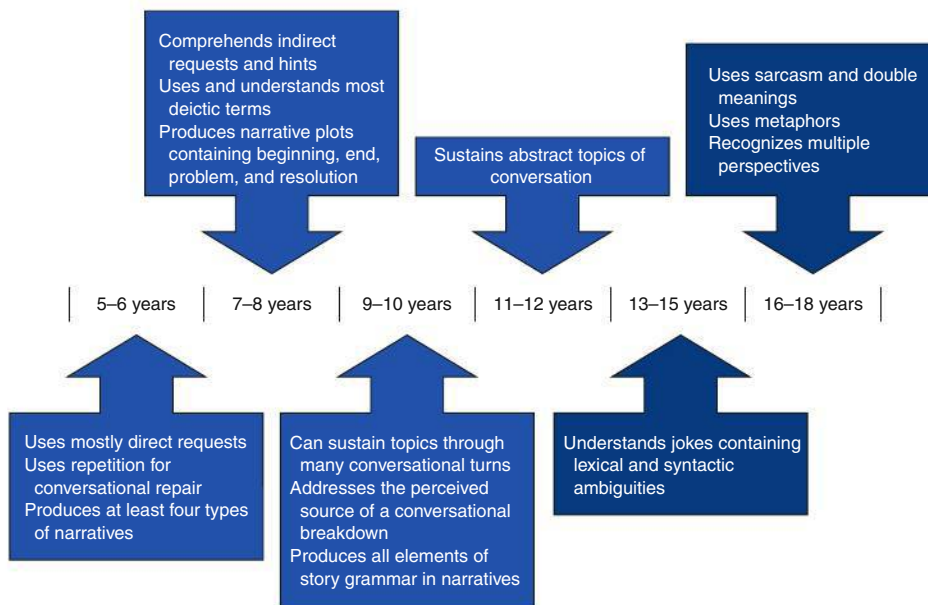 Comprehends indirect
requests and hints
Uses and understands most
deictic terms
Produces narrative plots
containing beginning, end,
problem, and resolution
Sustains abstract topics of
conversation
Uses sarcasm and double
meanings
Uses metaphors
Recognizes multiple
perspectives
5–6 years
7–8 years
9–10 years
11–12 years
13–15 years
16–18 years
Uses mostly direct requests
Uses repetition for
conversational repair
Produces at least four types
of narratives
Can sustain topics through
many conversational turns
Addresses the perceived
source of a conversational
breakdown
Produces all elements of
story grammar in narratives
Understands jokes containing
lexical and syntactic
ambiguities